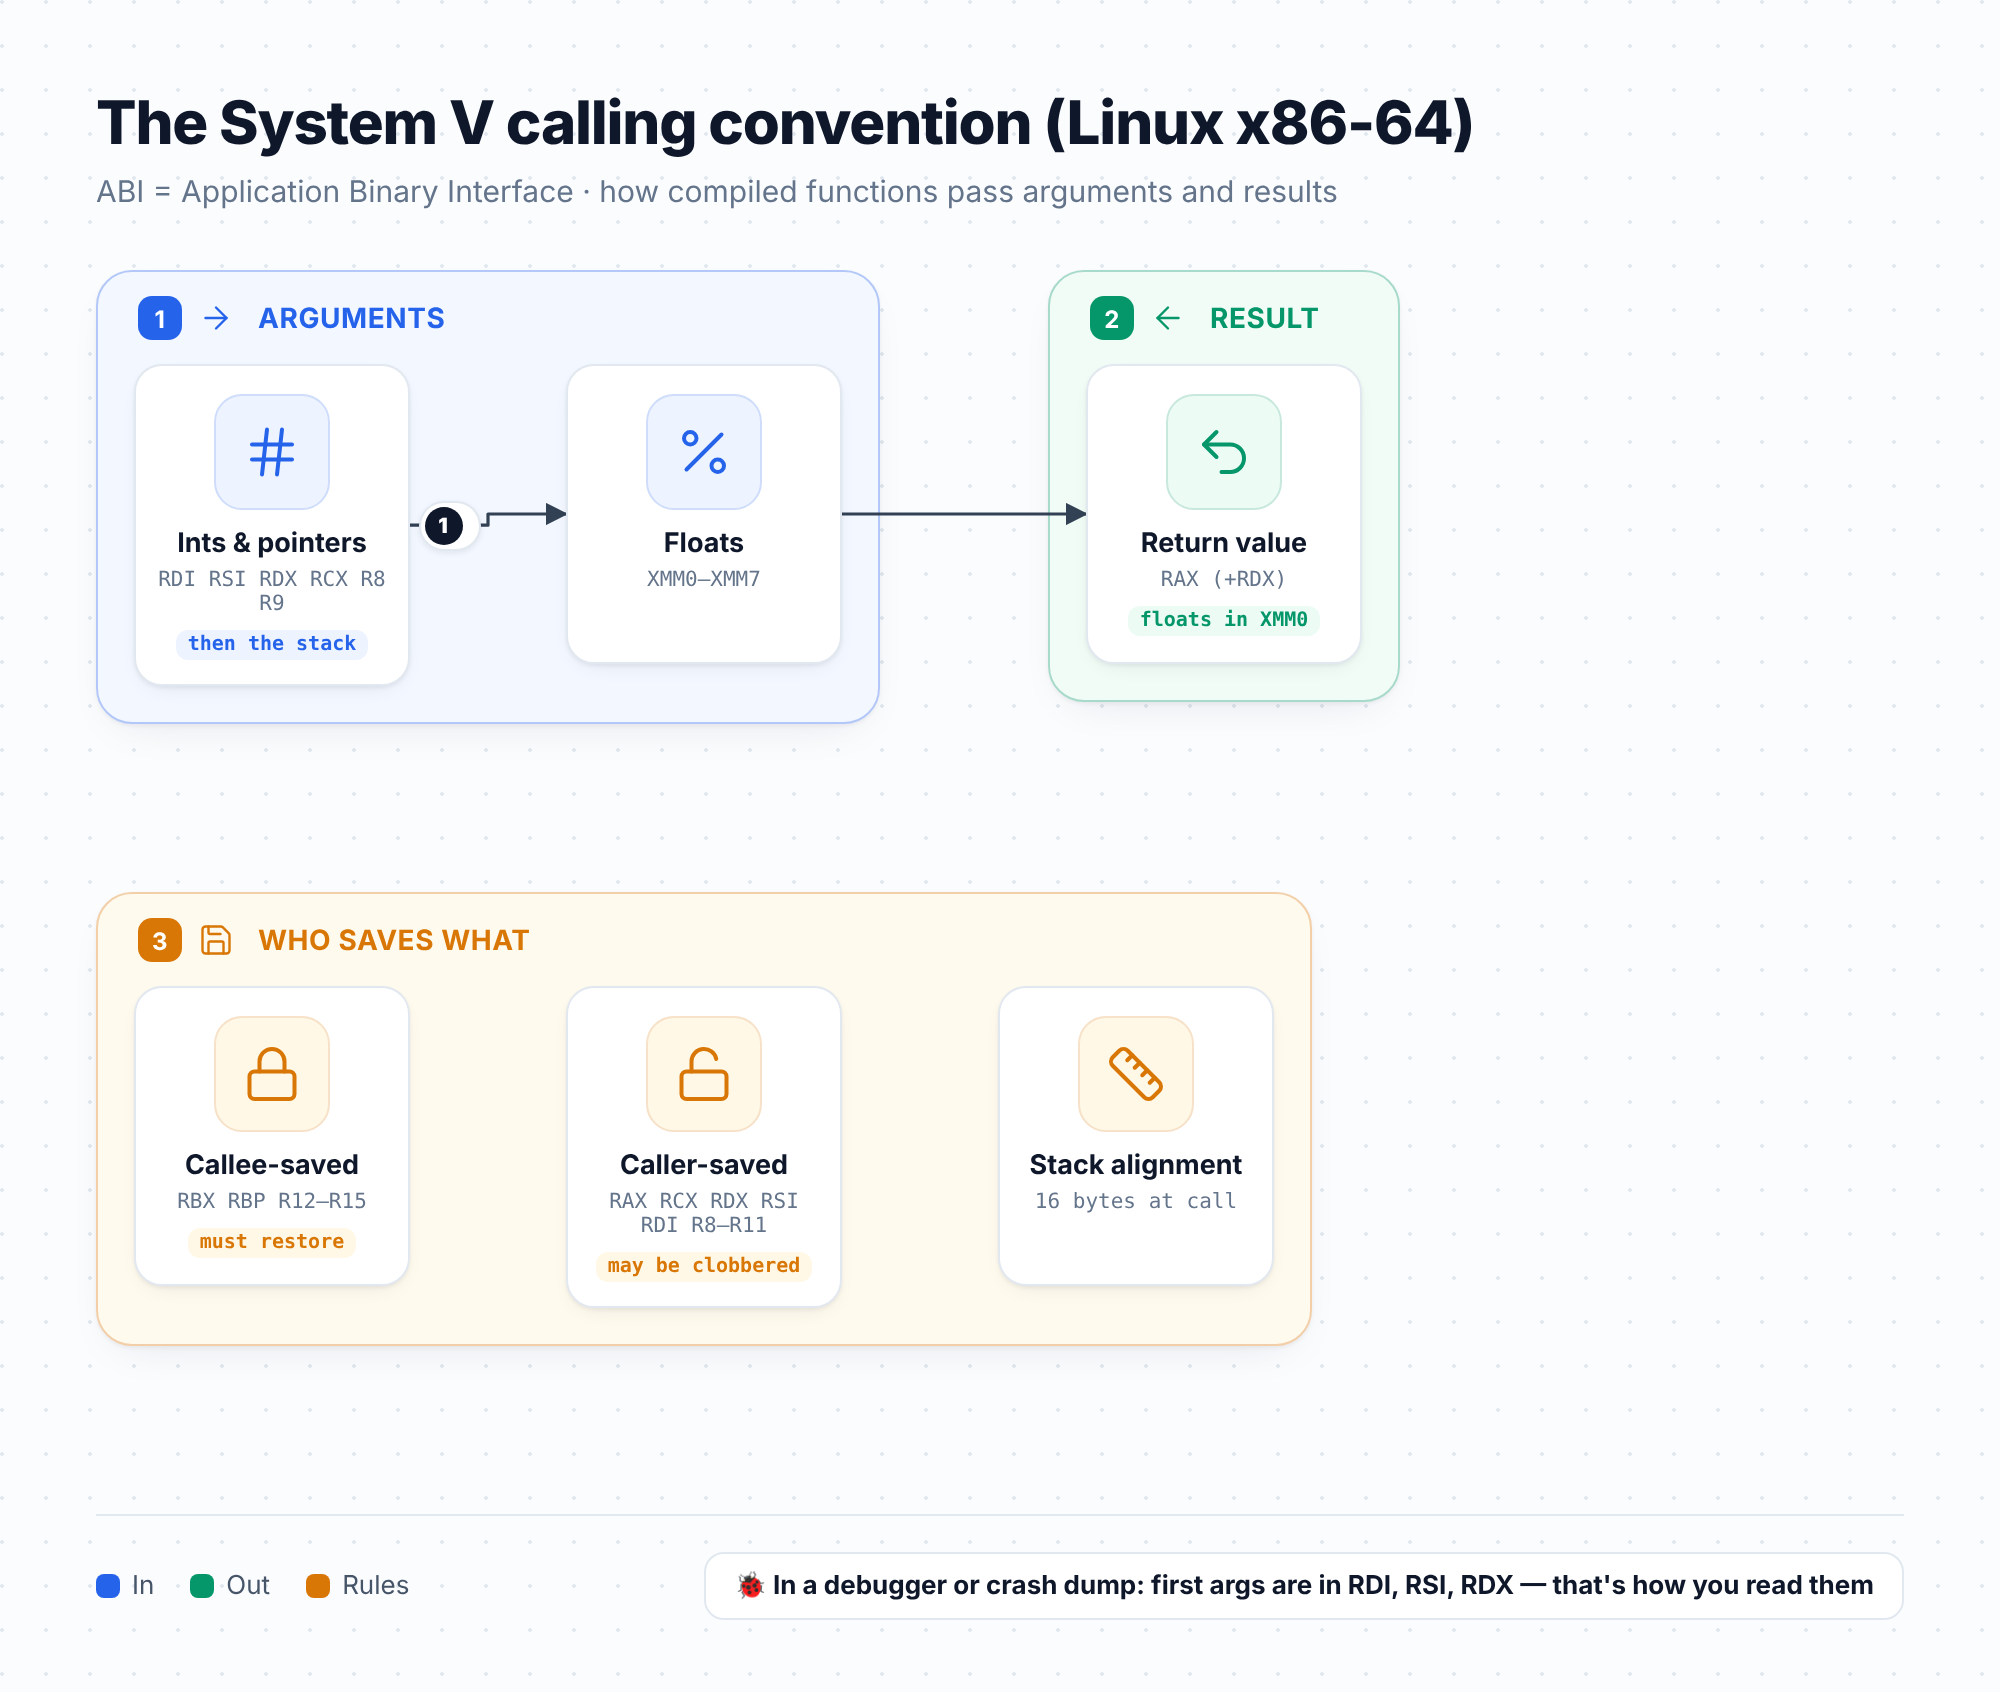 The System V calling convention (Linux x86-64)
ABI = Application Binary Interface · how compiled functions pass arguments and results
1 ARGUMENTS
Ints & pointers
RDI RSI RDX RCX R8
R9
then the stack
1
Floats
XMM0–XMM7
2 RESULT
Return value
RAX (+RDX)
floats in XMM0
3 WHO SAVES WHAT
Callee-saved
RBX RBP R12–R15
must restore
Caller-saved
RAX RCX RDX RSI
RDI R8–R11
may be clobbered
Stack alignment
16 bytes at call
In
Out
Rules
🐞 In a debugger or crash dump: first args are in RDI, RSI, RDX — that's how you read them